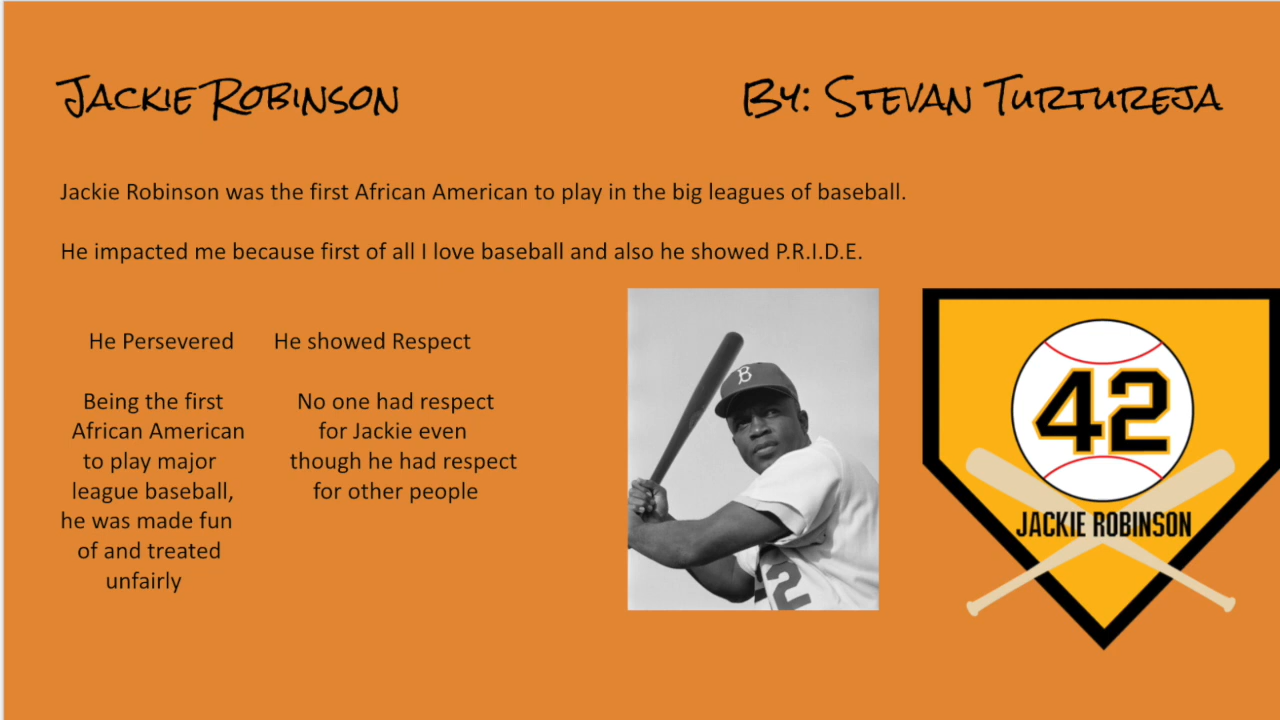 Jackie Robinson
By: Stevan Turtureja
Jackie Robinson was the first African American to play in the big leagues of baseball.
He impacted me because first of all I love baseball and also he showed P.R.I.D.E.
He Persevered
Being the first
African American
to play major
league baseball,
he was made fun
of and treated
unfairly
He showed Respect
No one had respect
for Jackie even
though he had respect
for other people
B
2
42
JACKIE ROBINSON